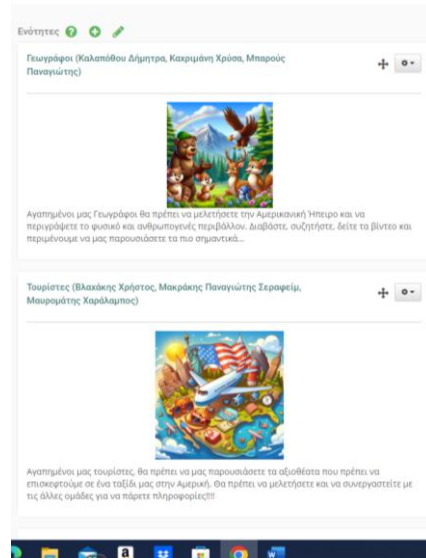 Ενότητες
Γεωγράφοι (Καλαπόθου Δήμητρα, Καχριμάνη Χρύσα, Μπαρούς
Παναγιώτης)
Αγαπημένοι μας Γεωγράφοι θα πρέπει να μελετήσετε την Αμερικανική Ήπειρο και να
περιγράψετε το φυσικό και ανθρωπογενές περιβάλλον. Διαβάστε, συζητήστε, δείτε τα βίντεο και
περιμένουμε να μας παρουσιάσετε τα πιο σημαντικά...
Τουρίστες (Βλαχάκης Χρήστος, Μακράκης Παναγιώτης Σεραφείμ,
Μαυρομάτης Χαράλαμπος)
Αγαπημένοι μας τουρίστες, θα πρέπει να μας παρουσιάσετε τα αξιοθέατα που πρέπει να
επισκεφτούμε σε ένα ταξίδι μας στην Αμερική. Θα πρέπει να μελετήσετε και να συνεργαστείτε με
τις άλλες ομάδες για να πάρετε πληροφορίες!!!!